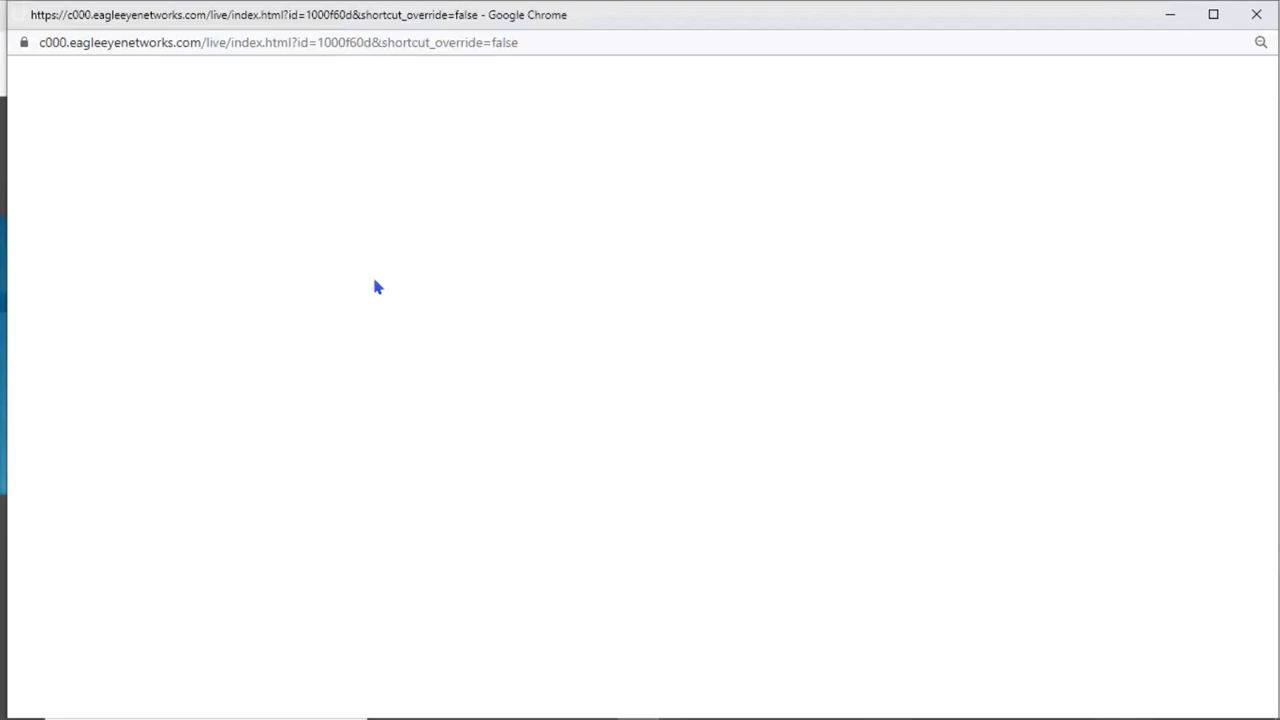 https://c000.eagleeyenetworks.com/live/index.html?id=1000f60d&shortcut_override=false - Google Chrome
c000.eagleeyenetworks.com/live/index.html?id=1000f60d&shortcut_override=false